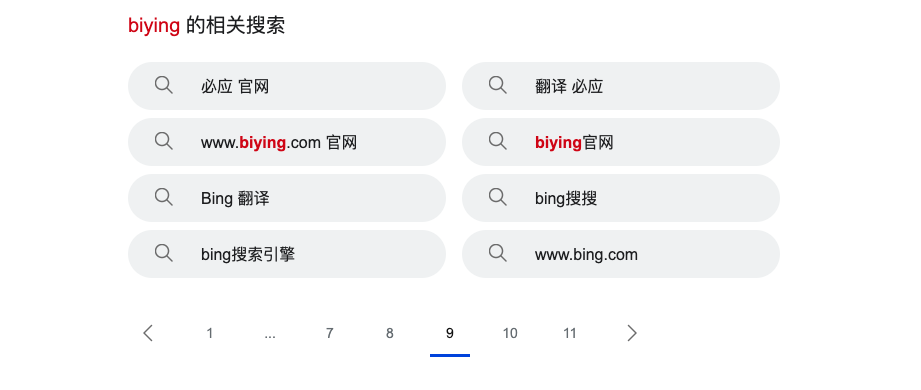 biying 的相关搜索
必应 官网
翻译 必应
www.biying.com 官网
biying官网
Bing 翻译
bing搜搜
bing搜索引擎
www.bing.com
1 ... 7 8 9 10 11